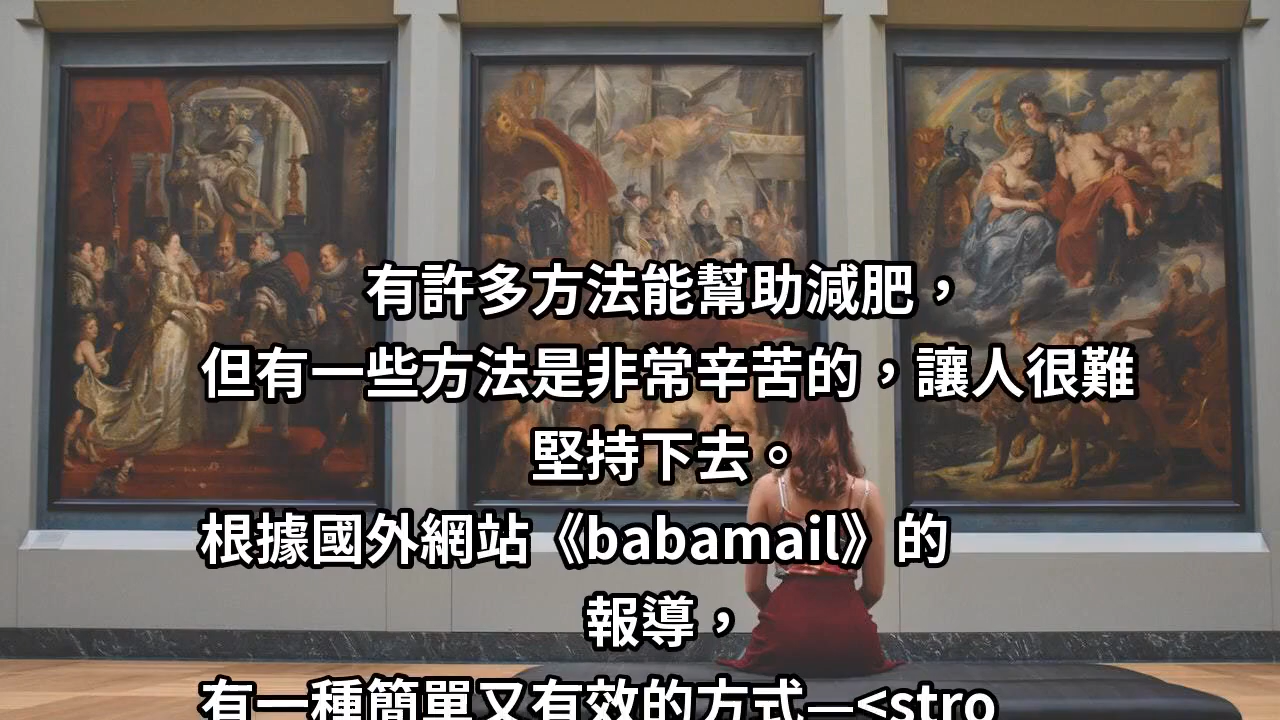 有許多方法能幫助減肥，
但有一些方法是非常辛苦的，讓人很難
堅持下去。
根據國外網站《babamail》的
報導，
有一種簡單又有效的方式—<stro